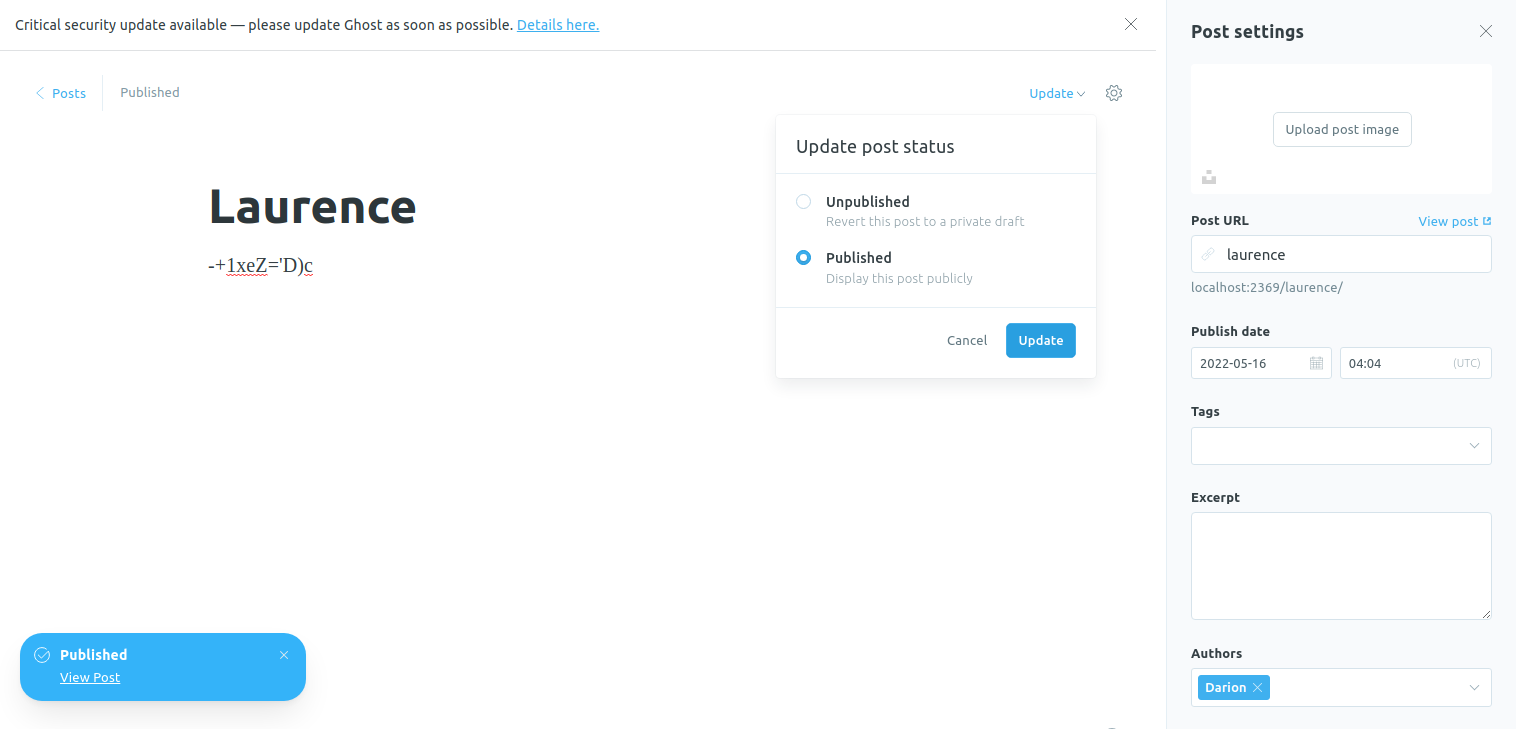 Critical security update available — please update Ghost as soon as possible. Details here.
Posts
Published
Update
Laurence
-+1xeZ='D)c
Update post status
Unpublished
Revert this post to a private draft
Published
Display this post publicly
Cancel
Update
Published
View Post
Post settings
Upload post image
Post URL
View post
laurence
localhost:2369/laurence/
Publish date
2022-05-16
04:04
(UTC)
Tags
Excerpt
Authors
Darion